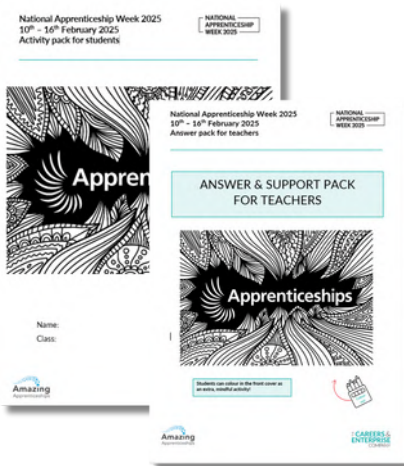 National Apprenticeship Week 2025
10th – 16th February 2025
Activity pack for students
NATIONAL
APPRENTICESHIP
WEEK 2025
Appren
Name:
Class:
Amazing
Apprenticeships
National Apprenticeship Week 2025
10th – 16th February 2025
Answer pack for teachers
NATIONAL
APPRENTICESHIP
WEEK 2025
ANSWER & SUPPORT PACK
FOR TEACHERS
Apprenticeships
Students can colour in the front cover as
an extra, mindful activity!
Amazing
Apprenticeships
THE CAREERS &
ENTERPRISE
COMPANY